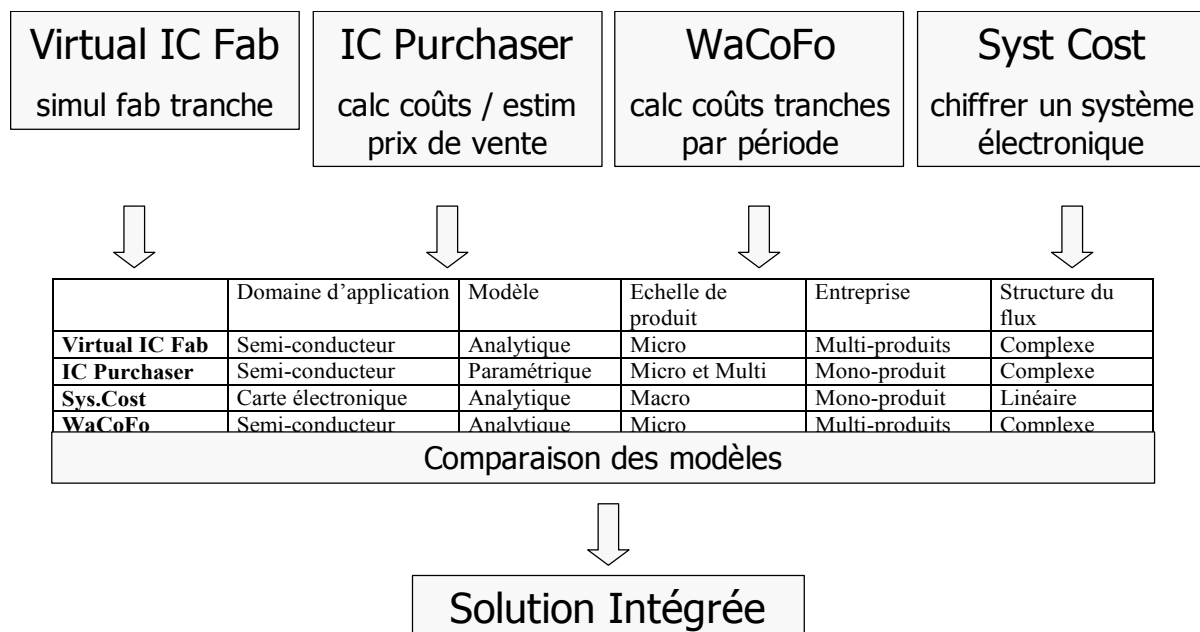 Virtual IC Fab
simul fab tranche
IC Purchaser
calc coûts / estim
prix de vente
WaCoFo
calc coûts tranches
par période
Syst Cost
chiffrer un système
électronique
Domaine d’application Modèle Echelle de produit Entreprise Structure du flux
Virtual IC Fab Semi-conducteur Analytique Micro Multi-produits Complexe
IC Purchaser Semi-conducteur Paramétrique Micro et Multi Mono-produit Complexe
Sys.Cost Carte électronique Analytique Macro Mono-produit Linéaire
WaCoFo Semi-conducteur Analytique Micro Multi-produits Complexe
Comparaison des modèles
Solution Intégrée